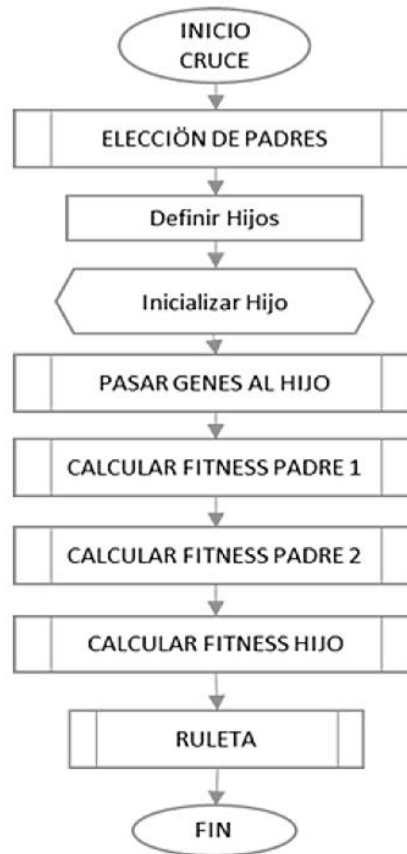 INICIO
CRUCE
ELECCIÖN DE PADRES
Definir Hijos
Inicializar Hijo
PASAR GENES AL HIJO
CALCULAR FITNESS PADRE 1
CALCULAR FITNESS PADRE 2
CALCULAR FITNESS HIJO
RULETA
FIN